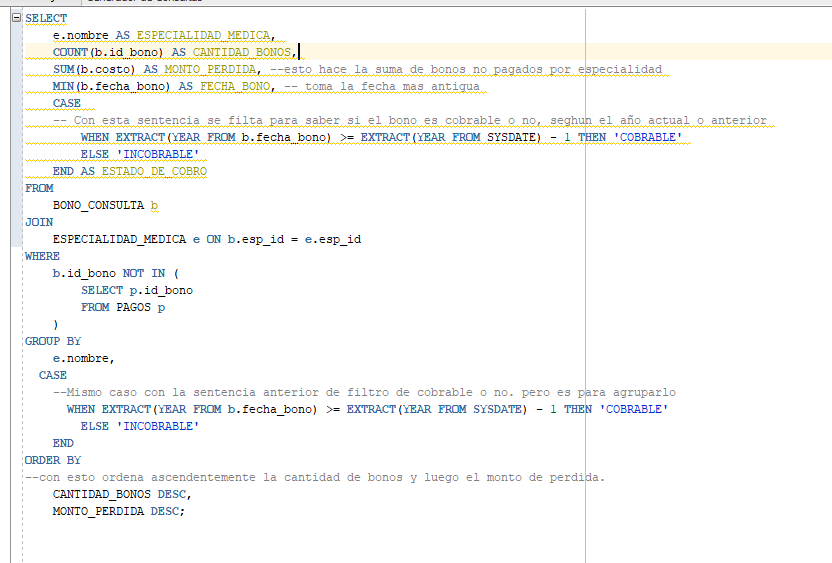 SELECT
e.nombre AS ESPECIALIDAD_MEDICA,
COUNT(b.id_bono) AS CANTIDAD_BONOS,
SUM(b.costo) AS MONTO_PERDIDA, --esto hace la suma de bonos no pagados por especialidad
MIN(b.fecha_bono) AS FECHA_BONO, -- toma la fecha mas antigua
CASE
-- Con esta sentencia se filta para saber si el bono es cobrable o no, seghun el año actual o anterior
WHEN EXTRACT(YEAR FROM b.fecha_bono) >= EXTRACT(YEAR FROM SYSDATE) - 1 THEN 'COBRABLE'
ELSE 'INCOBRABLE'
END AS ESTADO_DE_COBRO
FROM
BONO_CONSULTA b
JOIN
ESPECIALIDAD_MEDICA e ON b.esp_id = e.esp_id
WHERE
b.id_bono NOT IN (
SELECT p.id_bono
FROM PAGOS p
)
GROUP BY
e.nombre,
CASE
--Mismo caso con la sentencia anterior de filtro de cobrable o no. pero es para agruparlo
WHEN EXTRACT(YEAR FROM b.fecha_bono) >= EXTRACT(YEAR FROM SYSDATE) - 1 THEN 'COBRABLE'
ELSE 'INCOBRABLE'
END
ORDER BY
--con esto ordena ascendentemente la cantidad de bonos y luego el monto de perdida.
CANTIDAD_BONOS DESC,
MONTO_PERDIDA DESC;